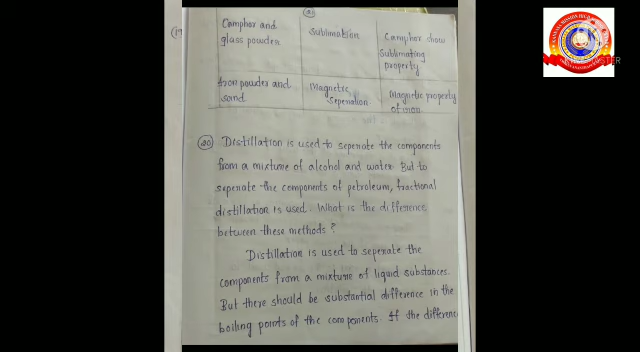 (21)
(19
Camphor and Sublimation Camphor show
glass powder Sublimating
property
Iron powder and Magnetic Magnetic property
sand Seperation of iron
(20) Distillation is used to seperate the components
from a mixture of alcohol and water. But to
seperate the components of petroleum, fractional
distillation is used. What is the difference
between these methods?
Distillation is used to seperate the
components from a mixture of liquid substances.
But there should be substantial difference in the
boiling points of the components. If the differenc